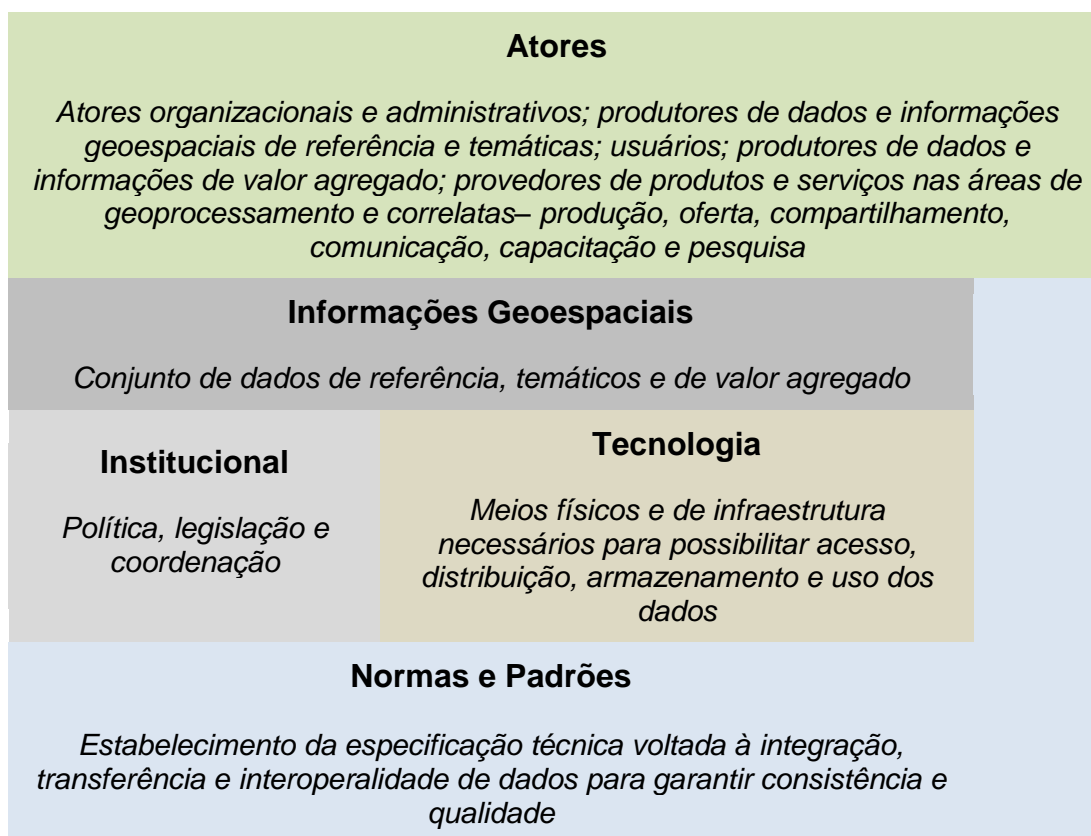 Atores
Atores organizacionais e administrativos; produtores de dados e informações
geoespaciais de referência e temáticas; usuários; produtores de dados e
informações de valor agregado; provedores de produtos e serviços nas áreas de
geoprocessamento e correlatas– produção, oferta, compartilhamento,
comunicação, capacitação e pesquisa
Informações Geoespaciais
Conjunto de dados de referência, temáticos e de valor agregado
Institucional
Política, legislação e
coordenação
Tecnologia
Meios físicos e de infraestrutura
necessários para possibilitar acesso,
distribuição, armazenamento e uso dos
dados
Normas e Padrões
Estabelecimento da especificação técnica voltada à integração,
transferência e interoperalidade de dados para garantir consistência e
qualidade